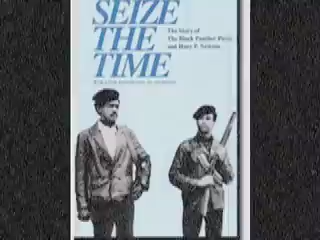 SEIZE
THE
TIME
The Story of
The Black Panther Party
and Huey P. Newton